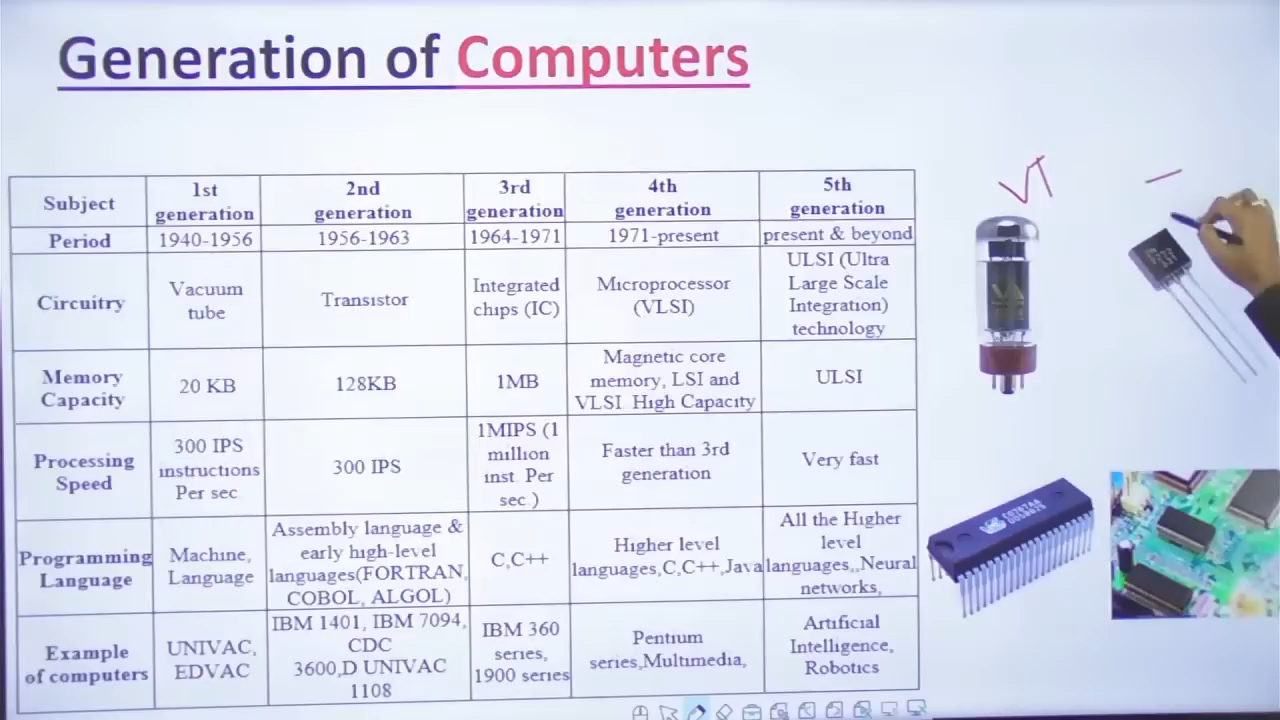 Generation of Computers
Subject
1st
generation
2nd
generation
3rd
generation
4th
generation
5th
generation
Period
1940-1956
1956-1963
1964-1971
1971-present
present & beyond
Circuitry
Vacuum
tube
Transistor
Integrated
chips (IC)
Microprocessor
(VLSI)
ULSI (Ultra
Large Scale
Integration)
technology
Memory
Capacity
20 KB
128KB
1MB
Magnetic core
memory, LSI and
VLSI High Capacity
ULSI
Processing
Speed
300 IPS
instructions
Per sec
300 IPS
1MIPS (1
million
inst Per
sec )
Faster than 3rd
generation
Very fast
Programming
Language
Machine,
Language
Assembly language &
early high-level
languages(FORTRAN,
COBOL, ALGOL)
C,C++
Higher level
languages,C,C++,Java
All the Higher
level
languages,,Neural
networks,
Example
of computers
UNIVAC,
EDVAC
IBM 1401, IBM 7094,
CDC
3600,D UNIVAC
1108
IBM 360
series,
1900 series
Pentium
series,Multimedia,
Artificial
Intelligence,
Robotics
VT